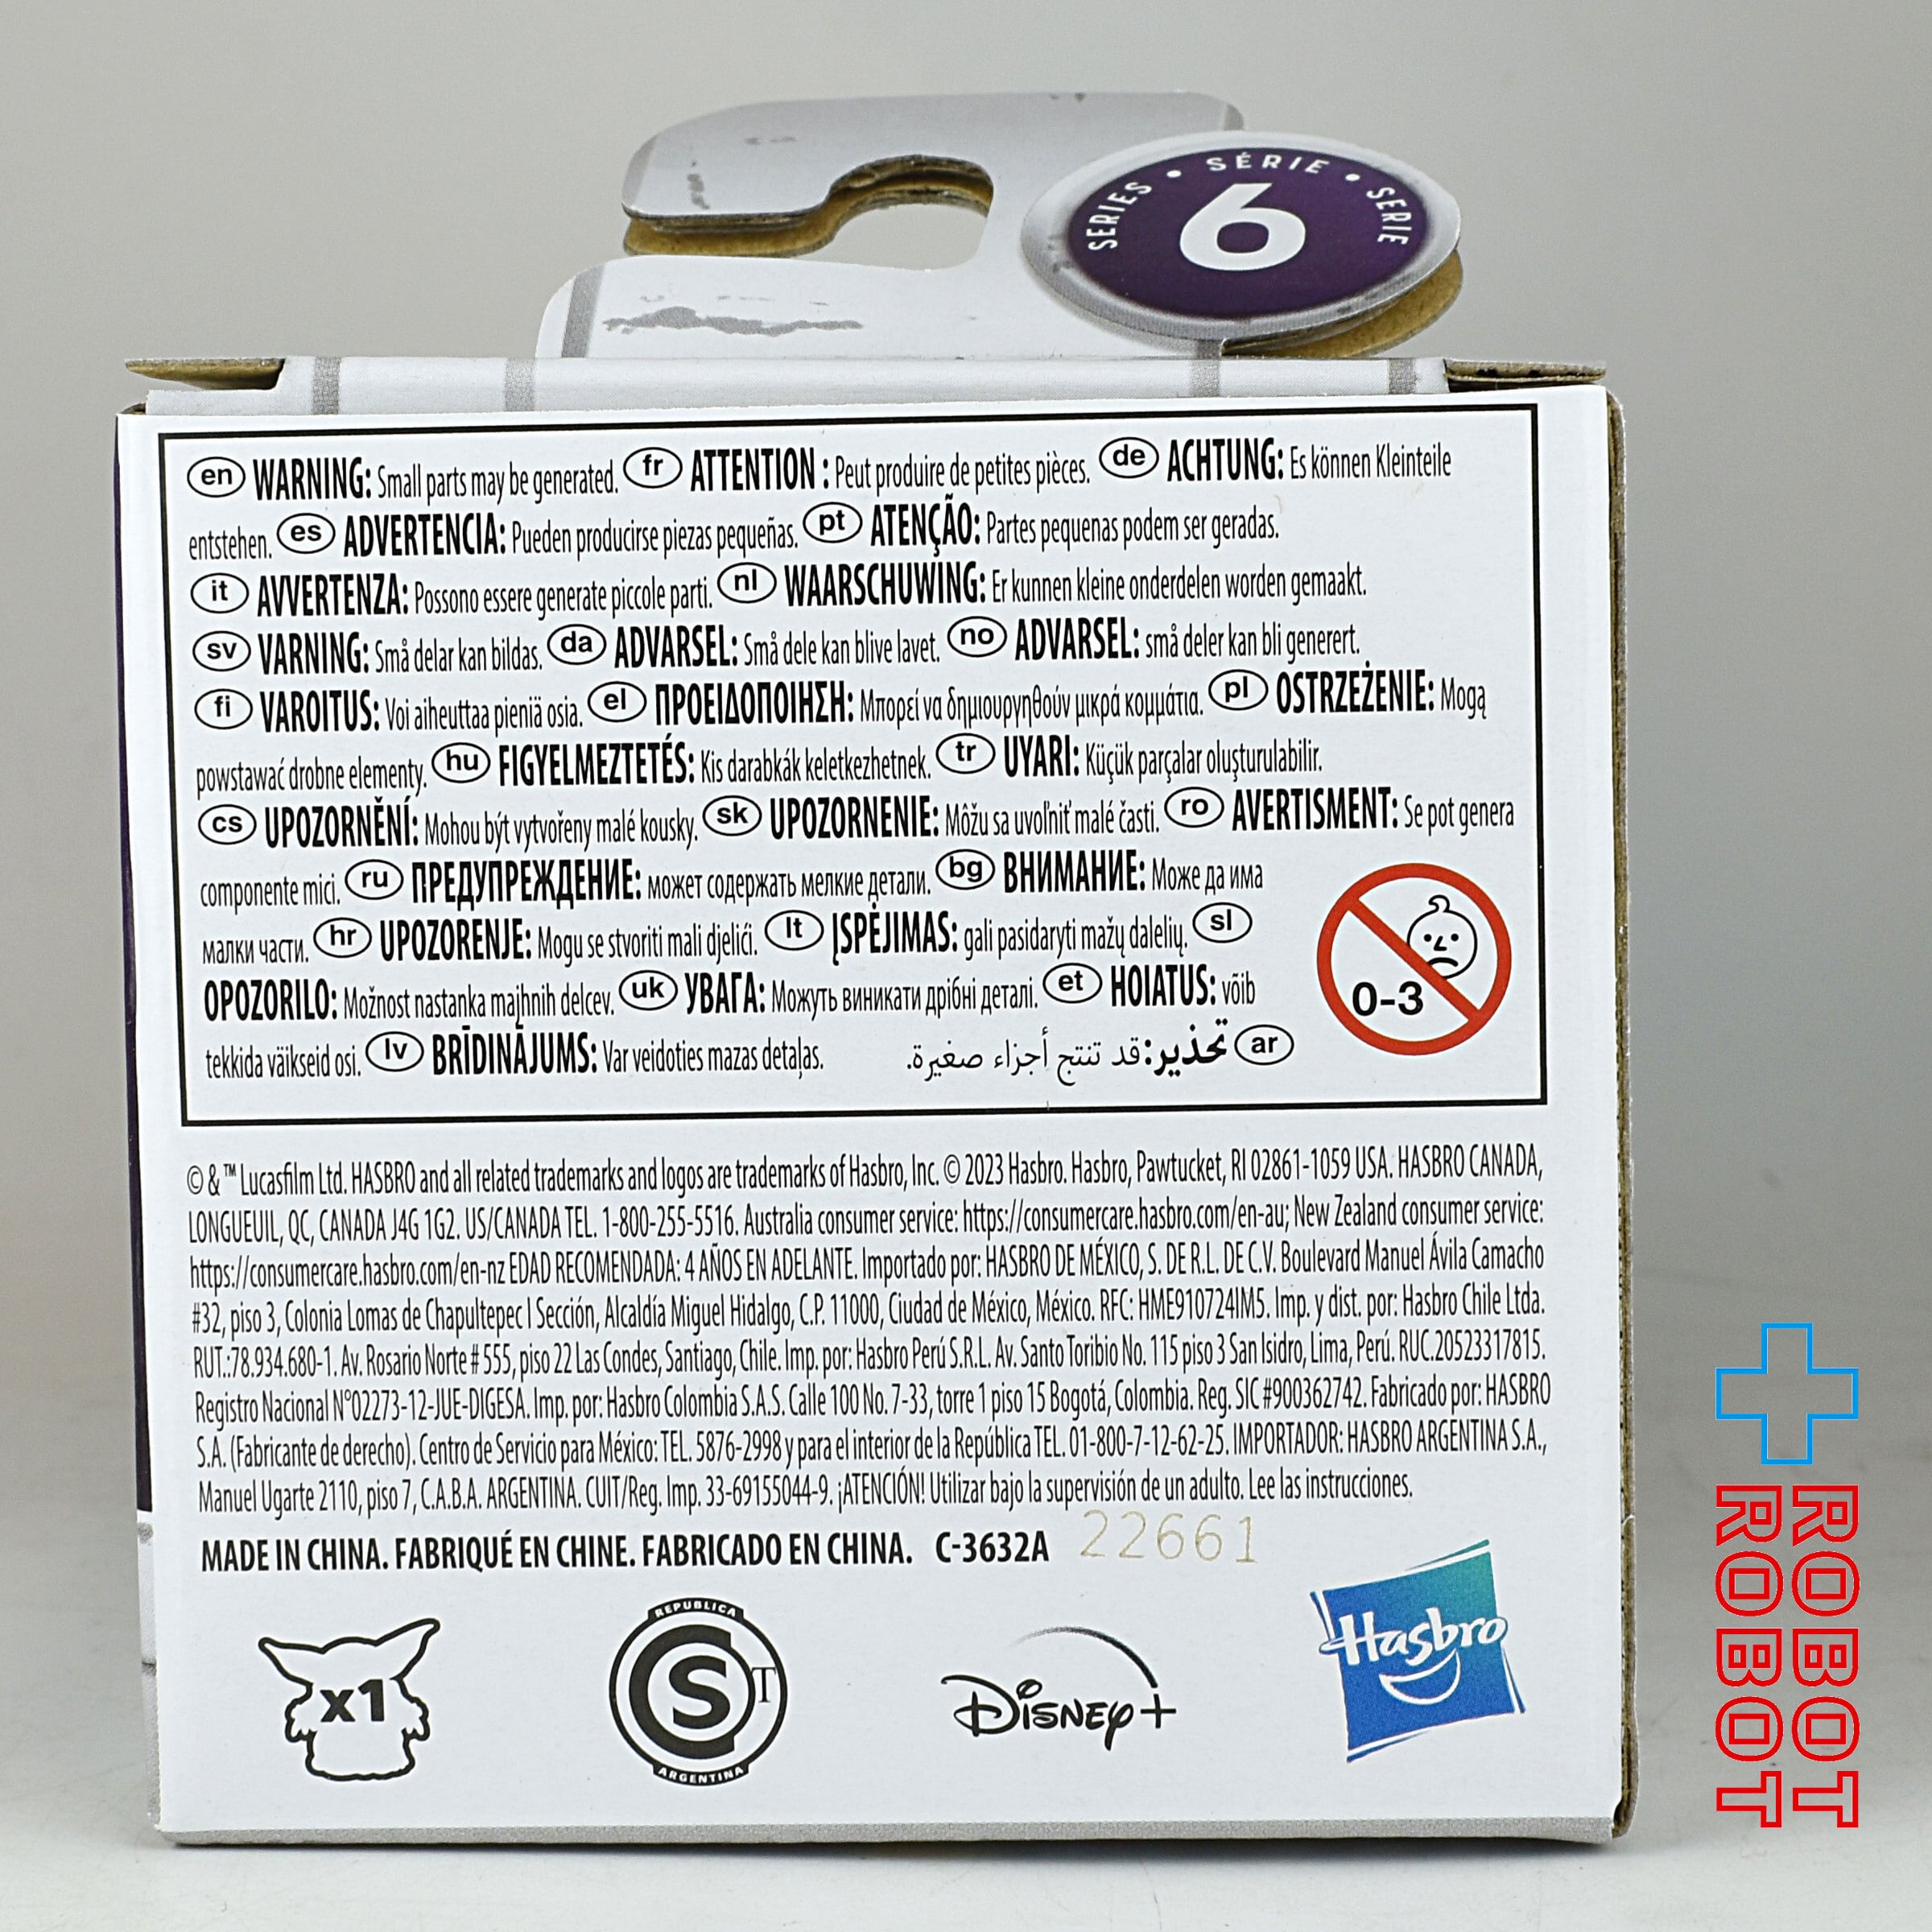 SERIES • SÉRIE • SERIE
6
en WARNING: Small parts may be generated. fr ATTENTION : Peut produire de petites pièces. de ACHTUNG: Es können Kleinteile
entstehen. es ADVERTENCIA: Pueden producirse piezas pequeñas. pt ATENÇÃO: Partes pequenas podem ser geradas.
it AVVERTENZA: Possono essere generate piccole parti. nl WAARSCHUWING: Er kunnen kleine onderdelen worden gemaakt.
sv VARNING: Små delar kan bildas. da ADVARSEL: Små dele kan blive lavet. no ADVARSEL: små deler kan bli generert.
fi VAROITUS: Voi aiheuttaa pieniä osia. el ΠΡΟΕΙΔΟΠΟΙΗΣΗ: Μπορεί να δημιουργηθούν μικρά κομμάτια. pl OSTRZEŻENIE: Mogą
powstawać drobne elementy. hu FIGYELMEZTETÉS: Kis darabkák keletkezhetnek. tr UYARI: Küçük parçalar oluşturulabilir.
cs UPOZORNĚNÍ: Mohou být vytvořeny malé kousky. sk UPOZORNENIE: Môžu sa uvoľniť malé časti. ro AVERTISMENT: Se pot genera
componente mici. ru ПРЕДУПРЕЖДЕНИЕ: может содержать мелкие детали. bg ВНИМАНИЕ: Може да има
малки части. hr UPOZORENJE: Mogu se stvoriti mali djelići. lt ĮSPĖJIMAS: gali pasidaryti mažų dalelių. sl
OPOZORILO: Možnost nastanka majhnih delcev. uk УВАГА: Можуть виникати дрібні деталі. et HOIATUS: võib
tekkida väikseid osi. lv BRĪDINĀJUMS: Var veidoties mazas detaļas. ar تحذير: قد تنتج أجزاء صغيرة.
0-3
© & ™ Lucasfilm Ltd. HASBRO and all related trademarks and logos are trademarks of Hasbro, Inc. © 2023 Hasbro. Hasbro, Pawtucket, RI 02861-1059 USA. HASBRO CANADA,
LONGUEUIL, QC, CANADA J4G 1G2. US/CANADA TEL. 1-800-255-5516. Australia consumer service: https://consumercare.hasbro.com/en-au; New Zealand consumer service:
https://consumercare.hasbro.com/en-nz EDAD RECOMENDADA: 4 AÑOS EN ADELANTE. Importado por: HASBRO DE MÉXICO, S. DE R.L. DE C.V. Boulevard Manuel Ávila Camacho
#32, piso 3, Colonia Lomas de Chapultepec I Sección, Alcaldía Miguel Hidalgo, C.P. 11000, Ciudad de México, México. RFC: HME910724IM5. Imp. y dist. por: Hasbro Chile Ltda.
RUT.:78.934.680-1. Av. Rosario Norte # 555, piso 22 Las Condes, Santiago, Chile. Imp. por: Hasbro Perú S.R.L. Av. Santo Toribio No. 115 piso 3 San Isidro, Lima, Perú. RUC.20523317815.
Registro Nacional N°02273-12-JUE-DIGESA. Imp. por: Hasbro Colombia S.A.S. Calle 100 No. 7-33, torre 1 piso 15 Bogotá, Colombia. Reg. SIC #900362742. Fabricado por: HASBRO
S.A. (Fabricante de derecho). Centro de Servicio para México: TEL. 5876-2998 y para el interior de la República TEL. 01-800-7-12-62-25. IMPORTADOR: HASBRO ARGENTINA S.A.,
Manuel Ugarte 2110, piso 7, C.A.B.A. ARGENTINA. CUIT/Reg. Imp. 33-69155044-9. ¡ATENCIÓN! Utilizar bajo la supervisión de un adulto. Lee las instrucciones.
MADE IN CHINA. FABRIQUÉ EN CHINE. FABRICADO EN CHINA. C-3632A 22661
x1
REPUBLICA
CST
ARGENTINA
Disney+
Hasbro
ROBOT
ROBOT